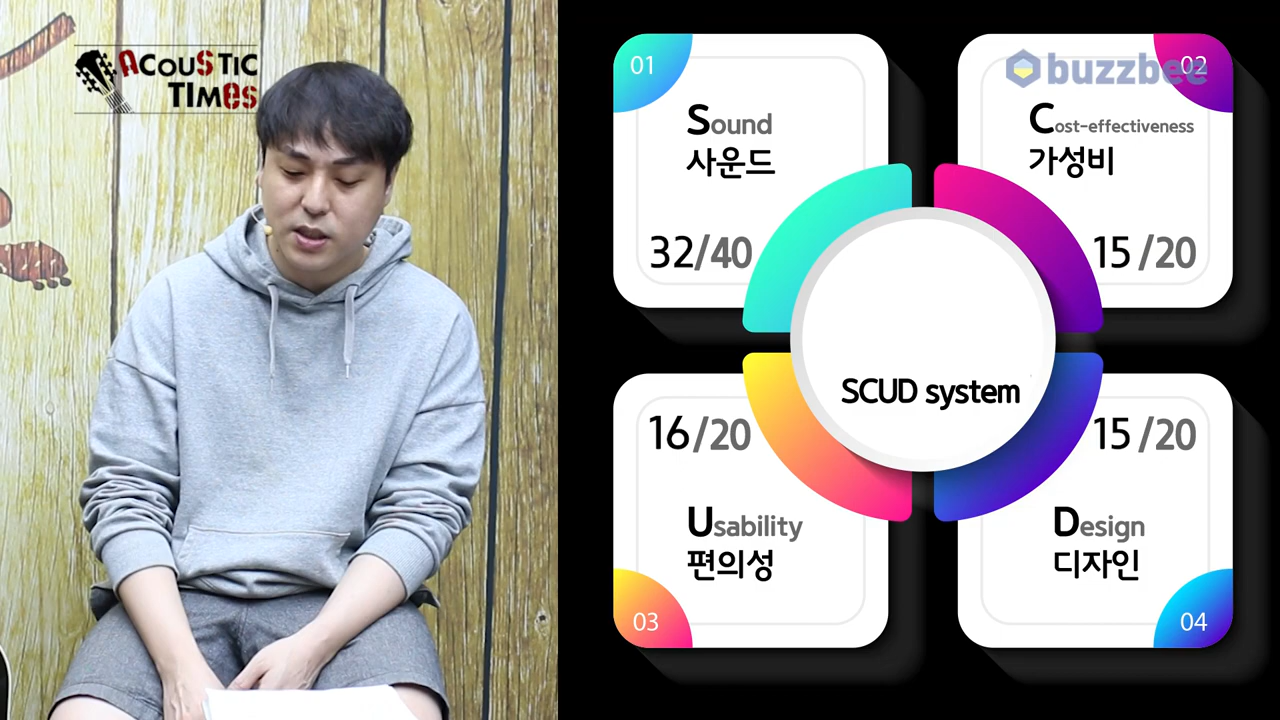 ACOUSTIC
TIMES
01
Sound
사운드
32/40
buzzbee
02
Cost-effectiveness
가성비
15/20
SCUD system
16/20
Usability
편의성
03
15/20
Design
디자인
04